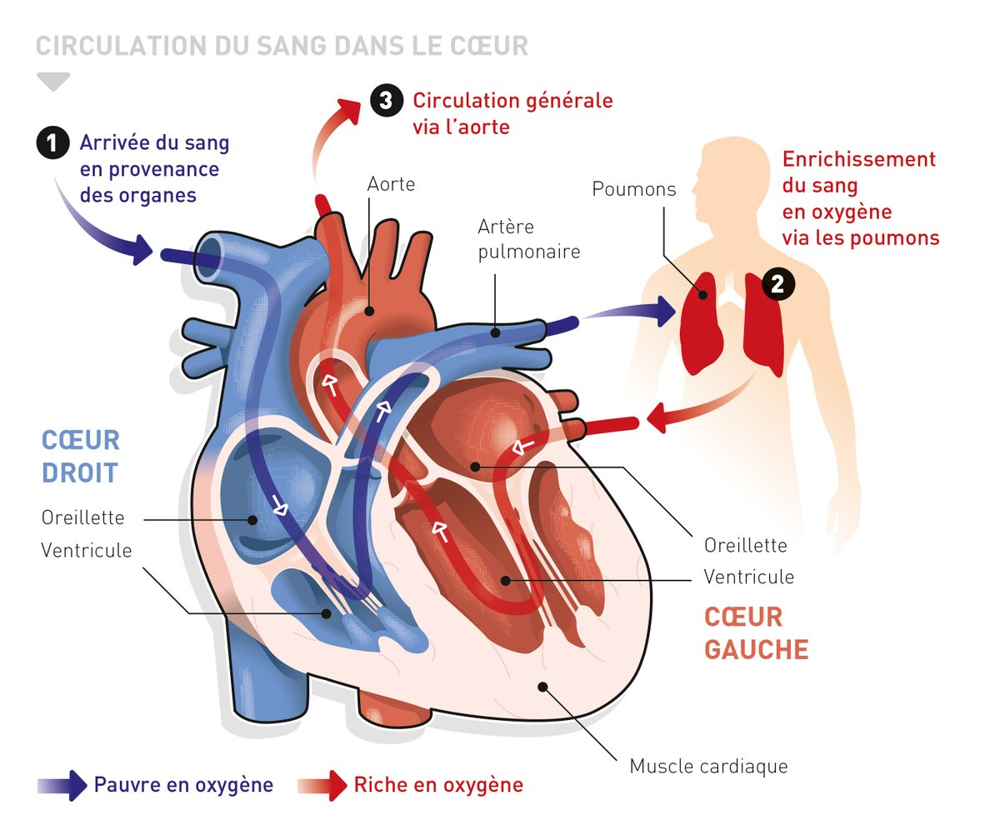 CIRCULATION DU SANG DANS LE CŒUR
1 Arrivée du sang
en provenance
des organes
3 Circulation générale
via l'aorte
Aorte
Artère
pulmonaire
Poumons
Enrichissement
du sang
en oxygène
via les poumons
2
CŒUR
DROIT
Oreillette
Ventricule
Oreillette
Ventricule
CŒUR
GAUCHE
Muscle cardiaque
Pauvre en oxygène
Riche en oxygène